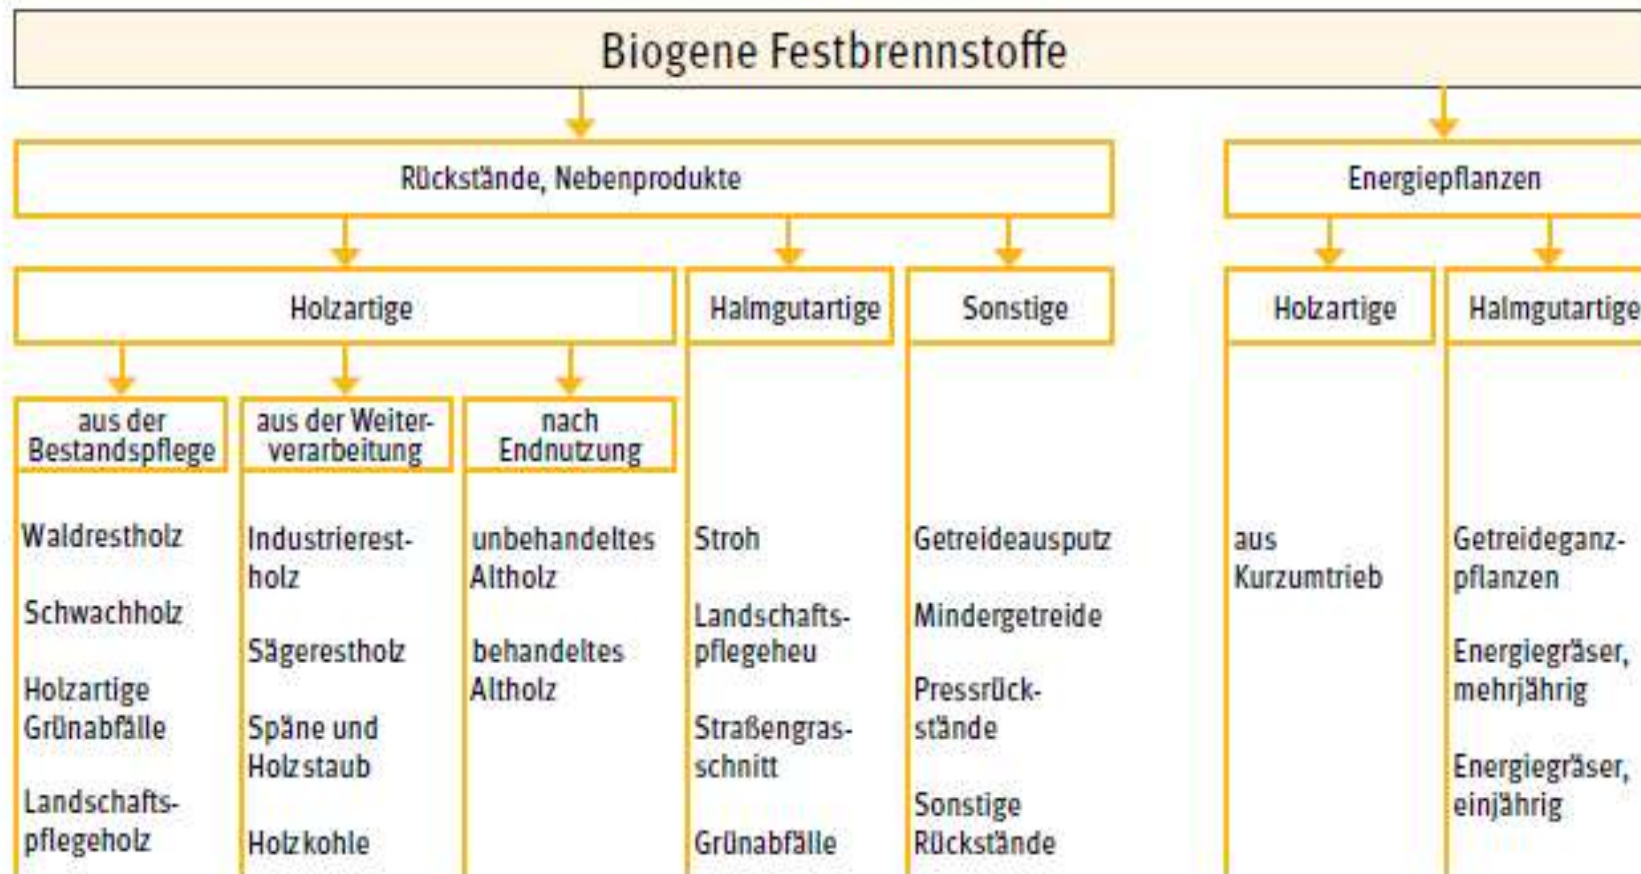 Biogene Festbrennstoffe
Rückstände, Nebenprodukte
Energiepflanzen
Holzartige
Halmgutartige
Sonstige
Holzartige
Halmgutartige
aus der
Bestandspflege
aus der Weiter-
verarbeitung
nach
Endnutzung
Waldrestholz
Schwachholz
Holzartige
Grünabfälle
Landschafts-
pflegeholz
Industrierest-
holz
Sägerestholz
Späne und
Holzstaub
Holzkohle
unbehandeltes
Altholz
behandeltes
Altholz
Stroh
Landschafts-
pflegeheu
Straßengras-
schnitt
Grünabfälle
Getreideausputz
Mindergetreide
Pressrück-
stände
Sonstige
Rückstände
aus
Kurzumtrieb
Getreideganz-
pflanzen
Energiegräser,
mehrjährig
Energiegräser,
einjährig